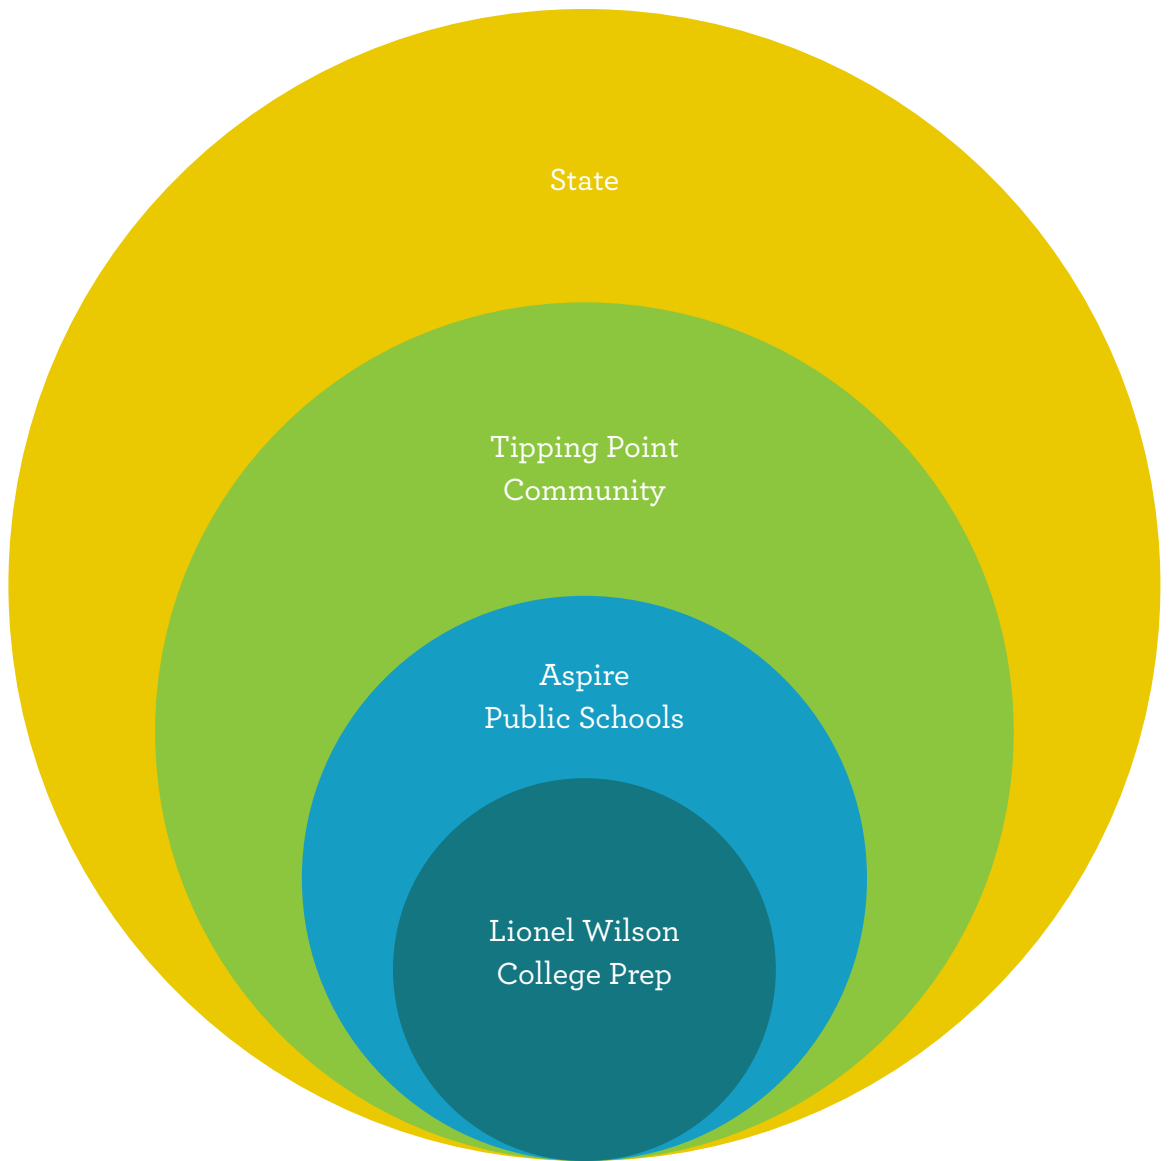 State
Tipping Point
Community
Aspire
Public Schools
Lionel Wilson
College Prep